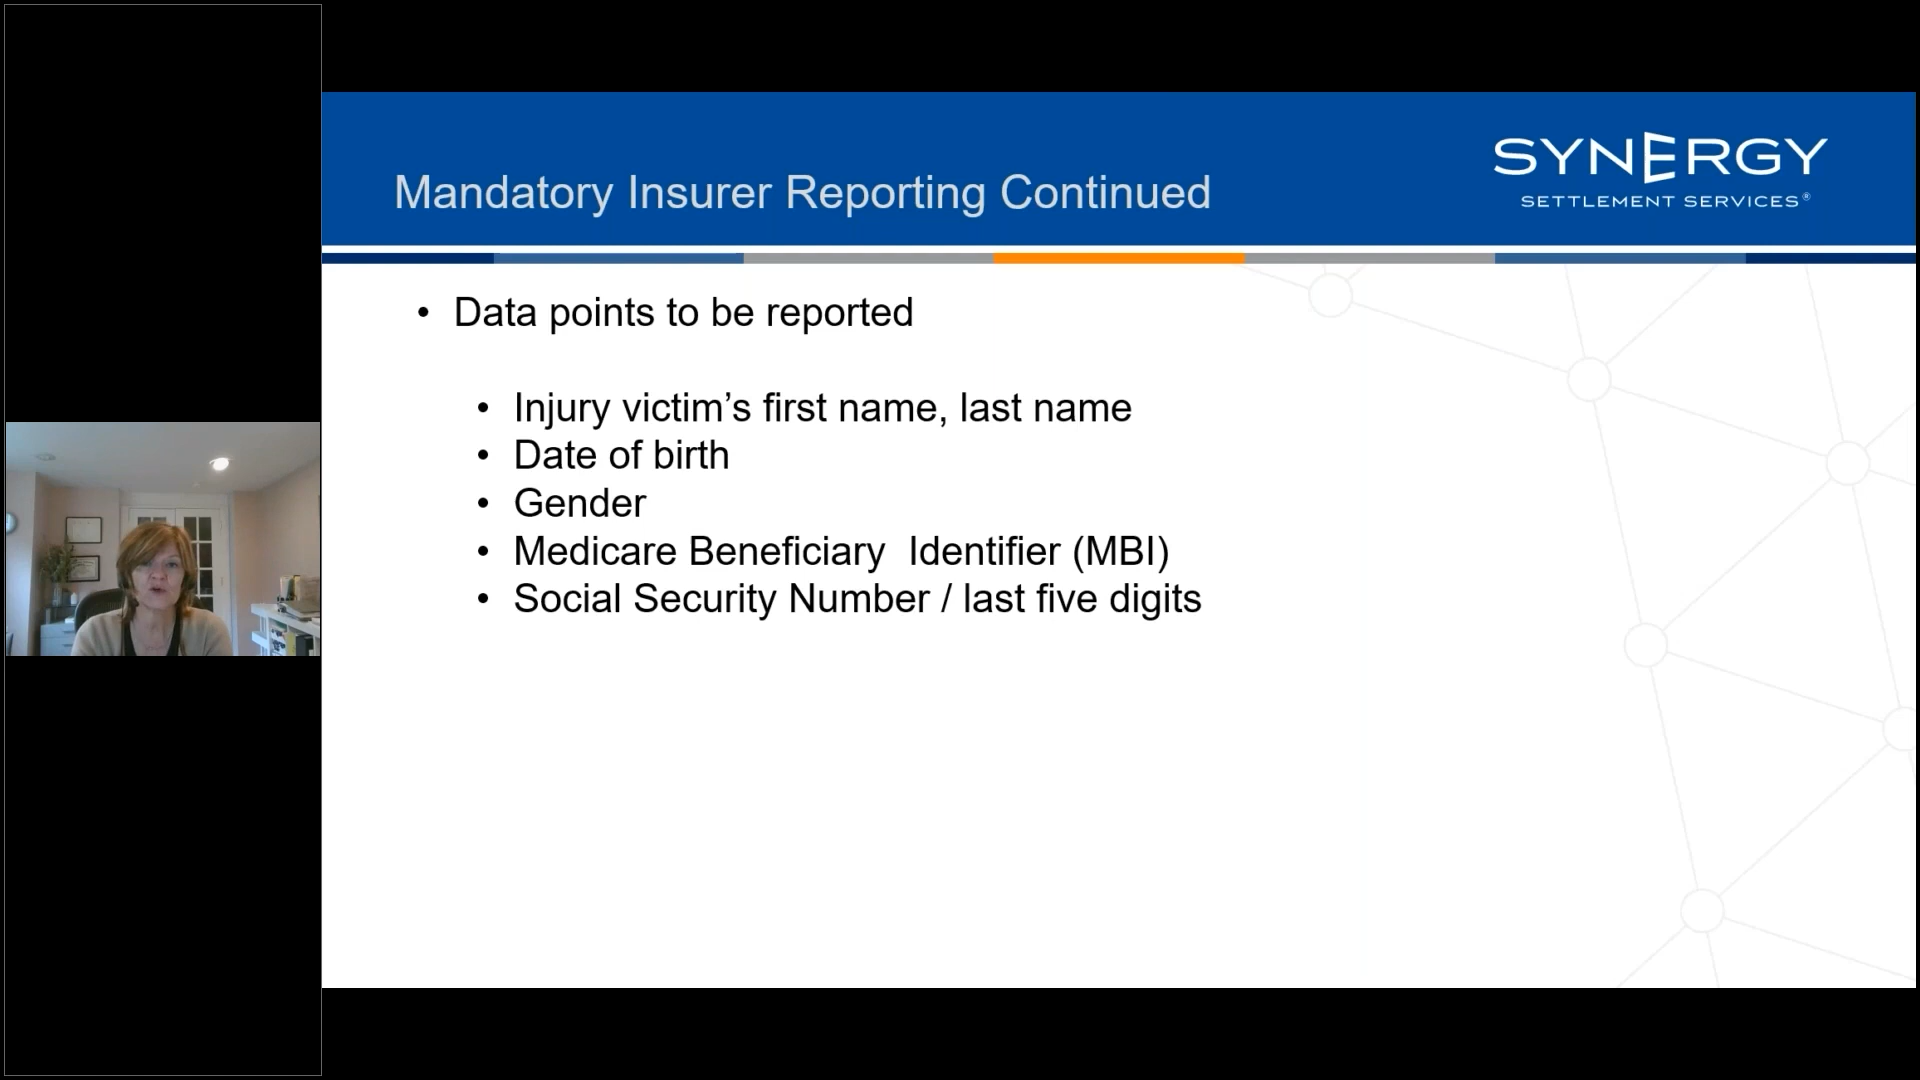 Mandatory Insurer Reporting Continued
SYNERGY
SETTLEMENT SERVICES®
• Data points to be reported
• Injury victim’s first name, last name
• Date of birth
• Gender
• Medicare Beneficiary  Identifier (MBI)
• Social Security Number / last five digits